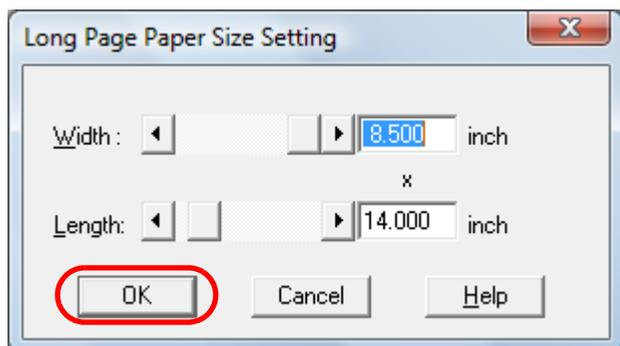 Long Page Paper Size Setting
Width : 8.500 inch
x
Length: 14.000 inch
OK Cancel Help